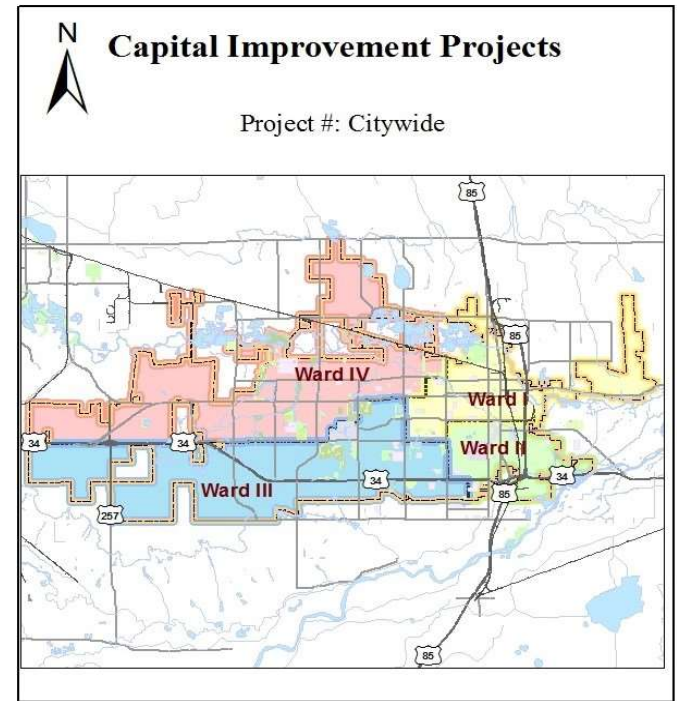 N
Capital Improvement Projects
Project #: Citywide
85
85
Ward IV
Ward I
34
34
Ward II
34
34
Ward III
85
257
85